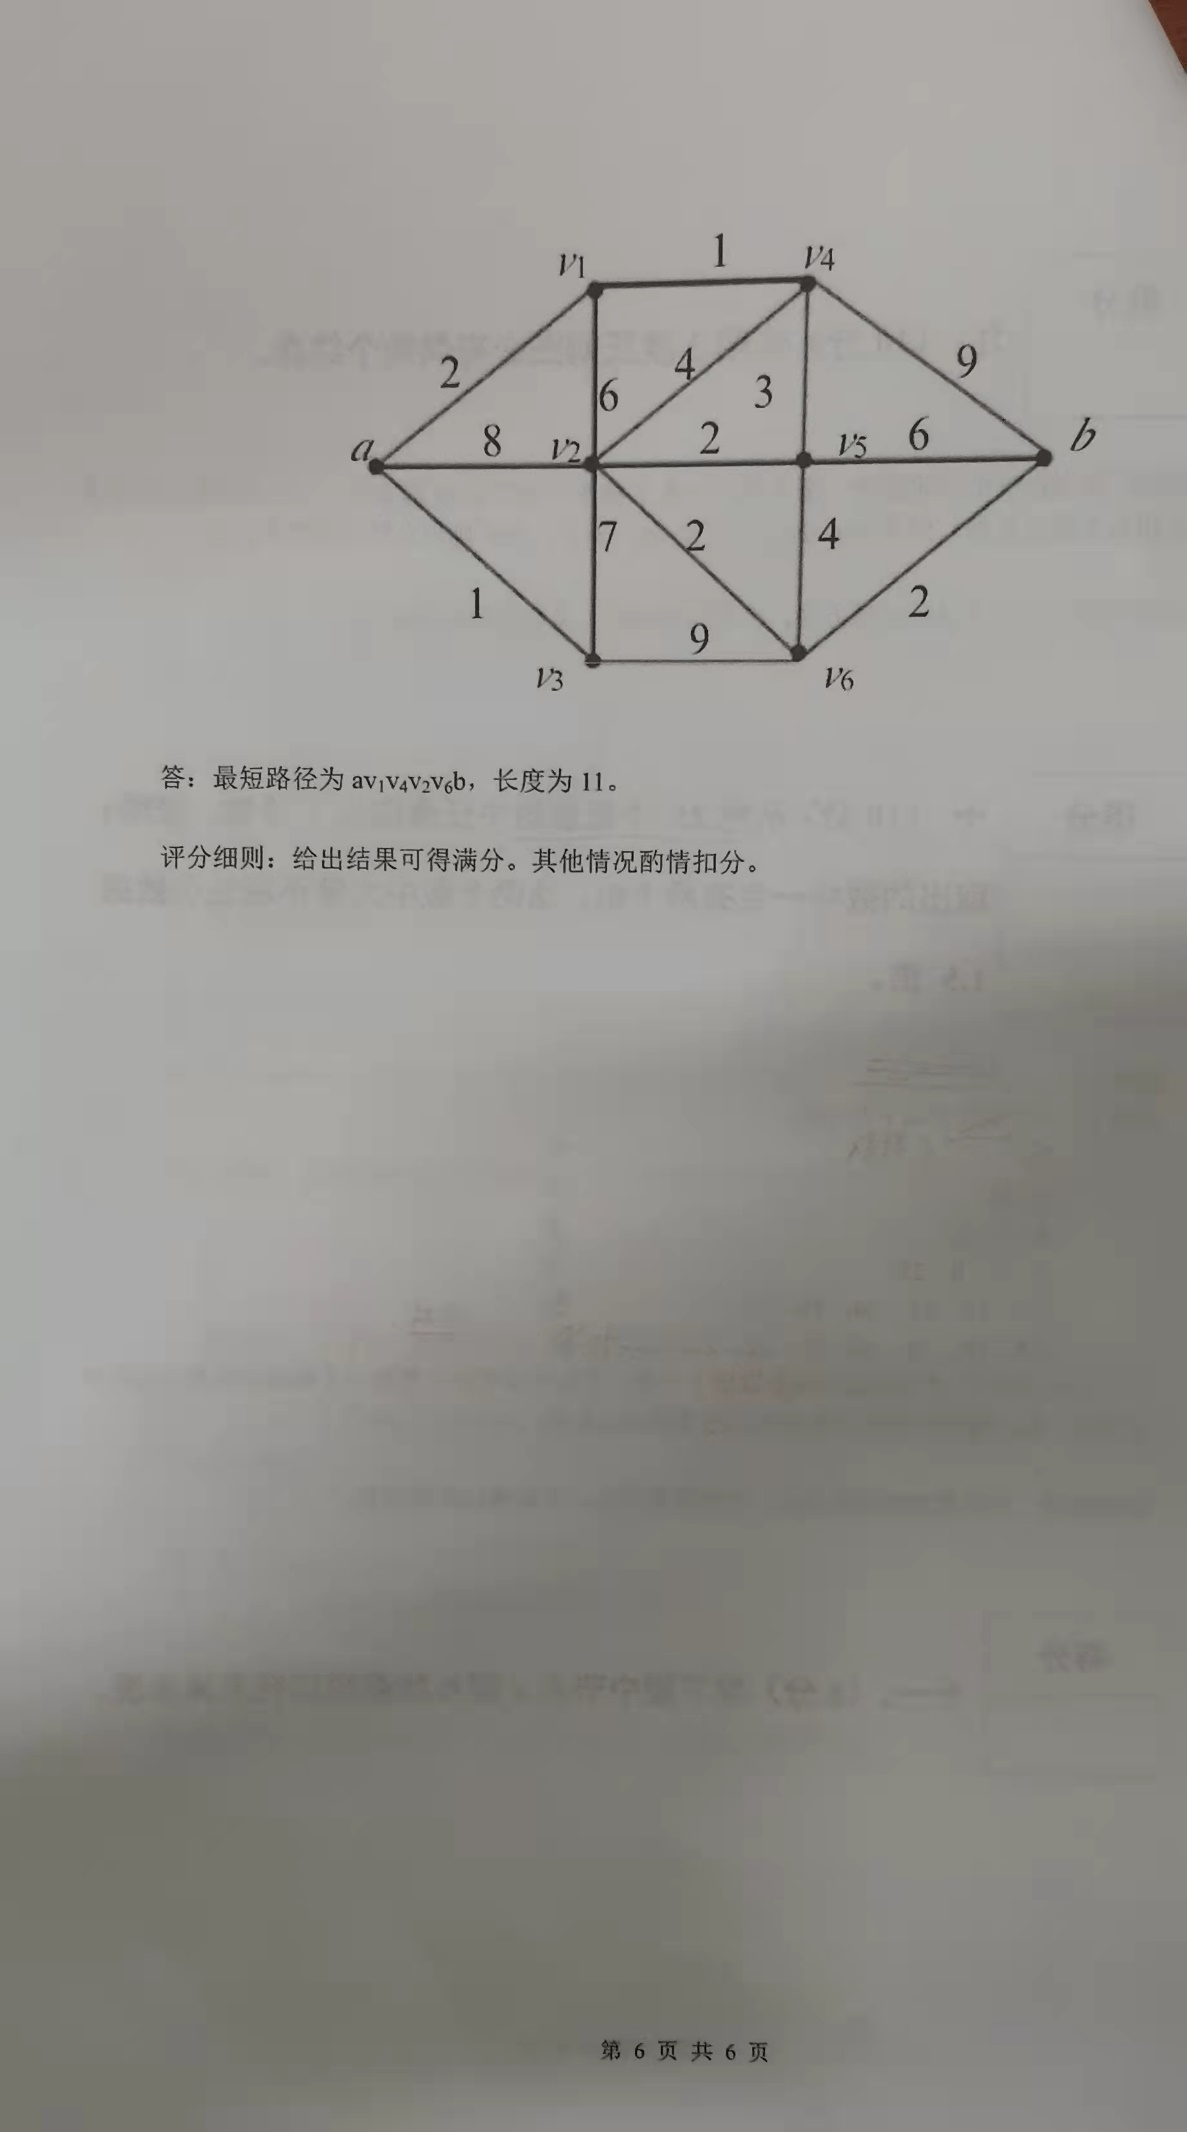 v1 1 v4
2 4 3 9
6
a 8 v2 2 v5 6 b
7 2 4
1 2
9
v3 v6
答：最短路径为 av₁v₄v₂v₆b，长度为 11。
评分细则：给出结果可得满分。其他情况酌情扣分。
第 6 页 共 6 页